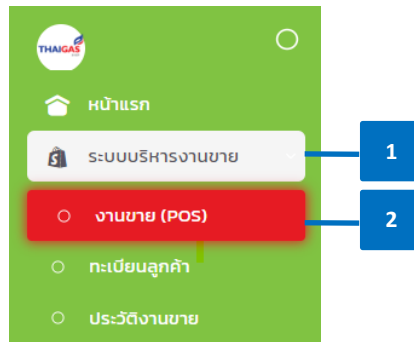 THAIGAS
หน้าแรก
ระบบบริหารงานขาย
1
งานขาย (POS)
2
ทะเบียนลูกค้า
ประวัติงานขาย